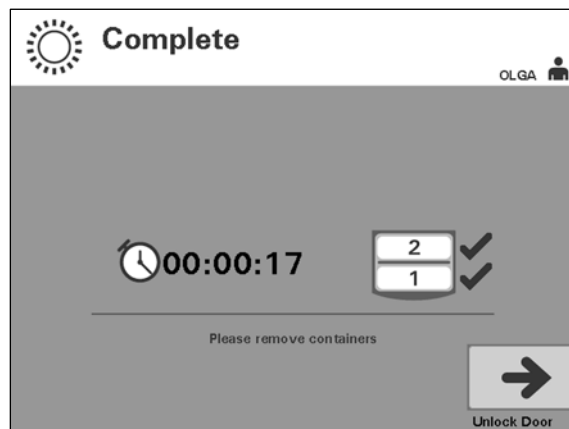 Complete
OLGA
00:00:17
2
1
Please remove containers
Unlock Door